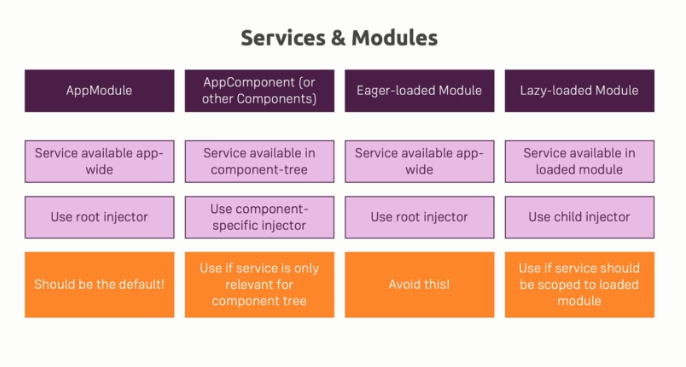 Services & Modules
AppModule
AppComponent (or
other Components)
Eager-loaded Module
Lazy-loaded Module
Service available app-
wide
Service available in
component-tree
Service available app-
wide
Service available in
loaded module
Use root injector
Use component-
specific injector
Use root injector
Use child injector
Should be the default!
Use if service is only
relevant for
component tree
Avoid this!
Use if service should
be scoped to loaded
module